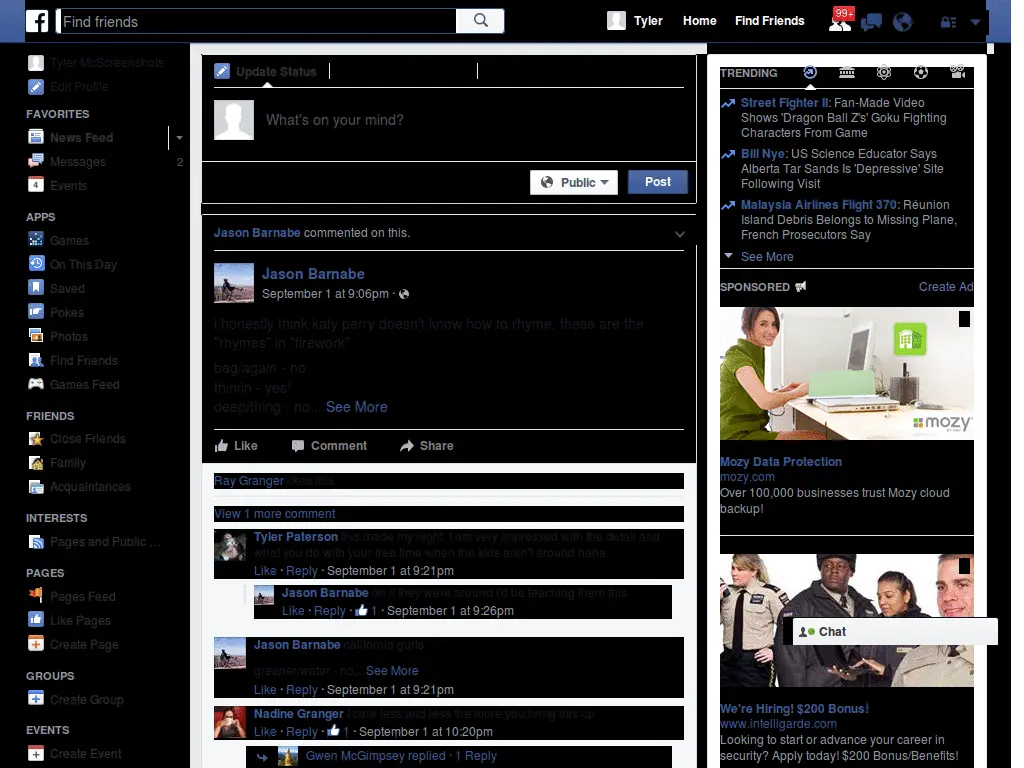 f
Find friends
Tyler
Home
Find Friends
99+
Tyler McScreenshots
Edit Profile
FAVORITES
News Feed
Messages
2
4
Events
APPS
Games
On This Day
Saved
Pokes
Photos
Find Friends
Games Feed
FRIENDS
Close Friends
Family
Acquaintances
INTERESTS
Pages and Public ...
PAGES
Pages Feed
Like Pages
Create Page
GROUPS
Create Group
EVENTS
Create Event
Update Status
What's on your mind?
Public
Post
Jason Barnabe commented on this.
Jason Barnabe
September 1 at 9:06pm ·
i honestly think katy perry doesn't know how to rhyme. these are the
"rhymes" in "firework"
bag/again - no
thin/in - yes!
deep/thing - no... See More
Like
Comment
Share
Ray Granger likes this.
View 1 more comment
Tyler Paterson this made my night. I am very impressed with the detail and
what you do with your free time when the kids aren't around haha
Like · Reply · September 1 at 9:21pm
Jason Barnabe oh if they were around i'd be teaching them this
Like · Reply · 1 · September 1 at 9:26pm
Jason Barnabe california gurls
greener/water - no... See More
Like · Reply · September 1 at 9:21pm
Nadine Granger I care less and less the more you bring this up
Like · Reply · 1 · September 1 at 10:20pm
Gwen McGimpsey replied · 1 Reply
TRENDING
Street Fighter II: Fan-Made Video
Shows 'Dragon Ball Z's' Goku Fighting
Characters From Game
Bill Nye: US Science Educator Says
Alberta Tar Sands Is 'Depressive' Site
Following Visit
Malaysia Airlines Flight 370: Réunion
Island Debris Belongs to Missing Plane,
French Prosecutors Say
See More
SPONSORED
Create Ad
mozy
Mozy Data Protection
mozy.com
Over 100,000 businesses trust Mozy cloud
backup!
Chat
We're Hiring! $200 Bonus!
www.intelligarde.com
Looking to start or advance your career in
security? Apply today! $200 Bonus/Benefits!